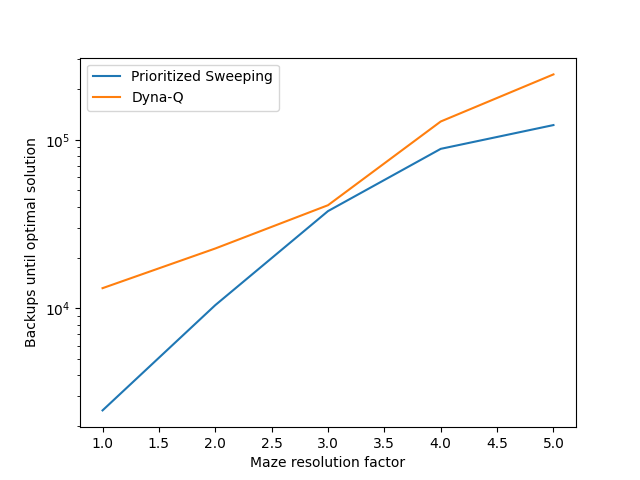 Prioritized Sweeping
Dyna-Q
Backups until optimal solution
10^5
10^4
1.0 1.5 2.0 2.5 3.0 3.5 4.0 4.5 5.0
Maze resolution factor